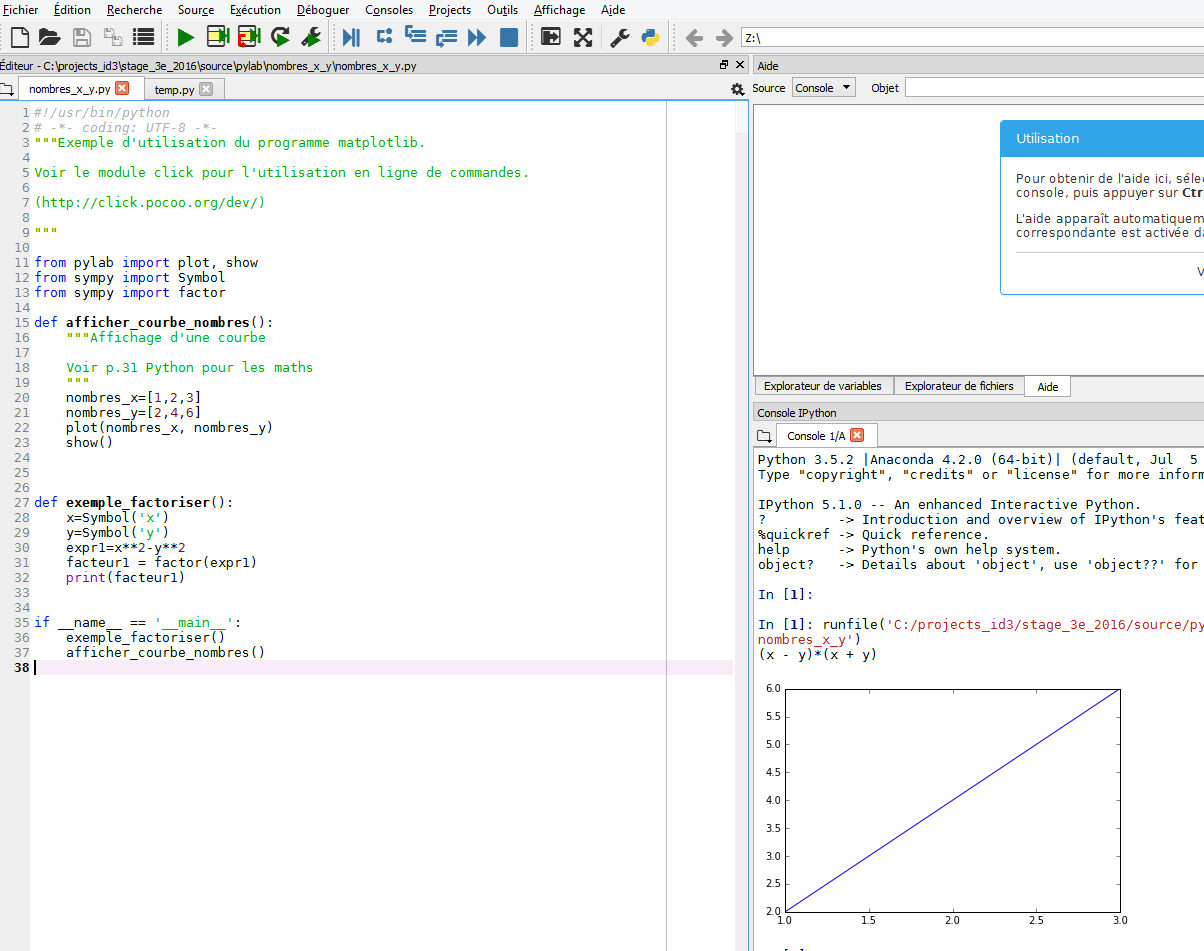 Fichier Édition Recherche Source Exécution Déboguer Consoles Projects Outils Affichage Aide
Z:\
Éditeur - C:\projects_id3\stage_3e_2016\source\pylab\nombres_x_y\nombres_x_y.py
nombres_x_y.py temp.py
1 #!/usr/bin/python
2 # -*- coding: UTF-8 -*-
3 """Exemple d'utilisation du programme matplotlib.
4
5 Voir le module click pour l'utilisation en ligne de commandes.
6
7 (http://click.pocoo.org/dev/)
8
9 """
10
11 from pylab import plot, show
12 from sympy import Symbol
13 from sympy import factor
14
15 def afficher_courbe_nombres():
16     """Affichage d'une courbe
17
18     Voir p.31 Python pour les maths
19     """
20     nombres_x=[1,2,3]
21     nombres_y=[2,4,6]
22     plot(nombres_x, nombres_y)
23     show()
24
25
26
27 def exemple_factoriser():
28     x=Symbol('x')
29     y=Symbol('y')
30     expr1=x**2-y**2
31     facteur1 = factor(expr1)
32     print(facteur1)
33
34
35 if __name__ == '__main__':
36     exemple_factoriser()
37     afficher_courbe_nombres()
38
Aide
Source Console Objet
Utilisation
Pour obtenir de l'aide ici, séle
console, puis appuyer sur Ctr
L'aide apparaît automatiquem
correspondante est activée da
V
Explorateur de variables Explorateur de fichiers Aide
Console IPython
Console 1/A
Python 3.5.2 |Anaconda 4.2.0 (64-bit)| (default, Jul  5
Type "copyright", "credits" or "license" for more inform
IPython 5.1.0 -- An enhanced Interactive Python.
?         -> Introduction and overview of IPython's feat
%quickref -> Quick reference.
help      -> Python's own help system.
object?   -> Details about 'object', use 'object??' for
In [1]:
In [1]: runfile('C:/projects_id3/stage_3e_2016/source/py
nombres_x_y')
(x - y)*(x + y)
6.0
5.5
5.0
4.5
4.0
3.5
3.0
2.5
2.0
1.0 1.5 2.0 2.5 3.0